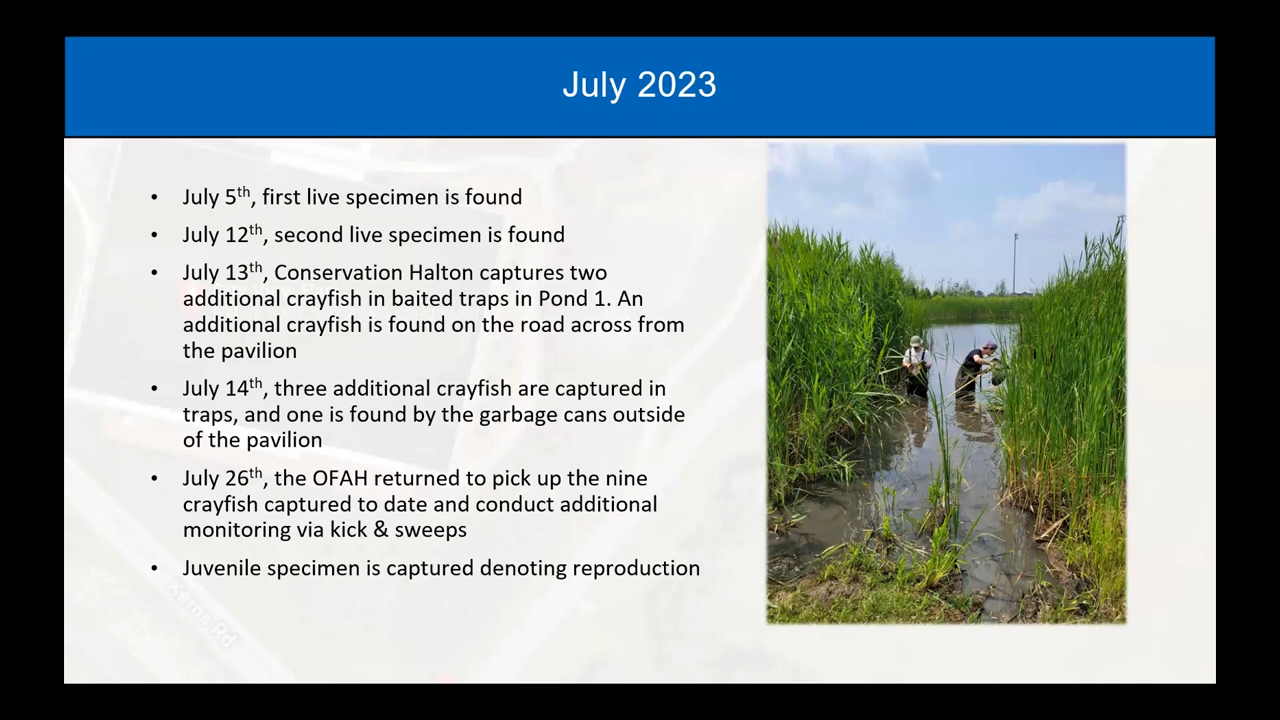 July 2023
• July 5th, first live specimen is found
• July 12th, second live specimen is found
• July 13th, Conservation Halton captures two
additional crayfish in baited traps in Pond 1. An
additional crayfish is found on the road across from
the pavilion
• July 14th, three additional crayfish are captured in
traps, and one is found by the garbage cans outside
of the pavilion
• July 26th, the OFAH returned to pick up the nine
crayfish captured to date and conduct additional
monitoring via kick & sweeps
• Juvenile specimen is captured denoting reproduction
Kerns Rd